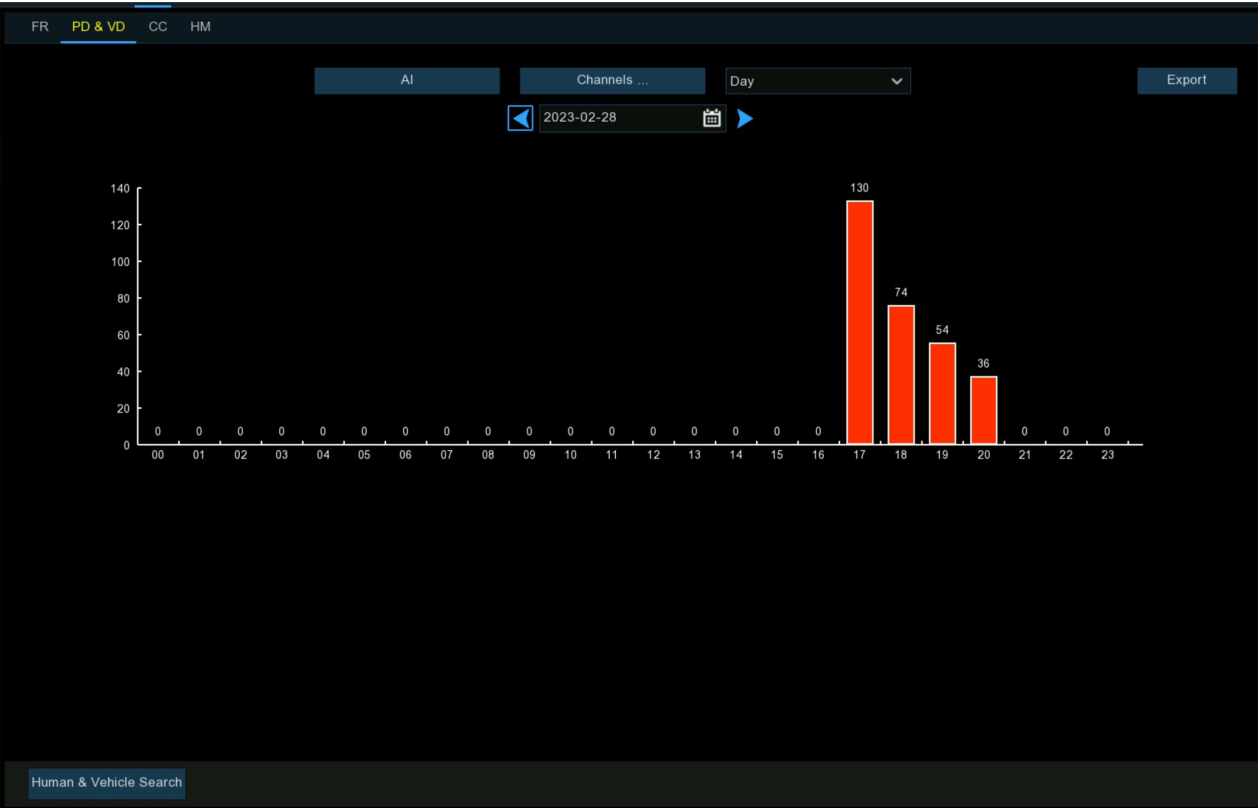 FR PD & VD CC HM
AI Channels ... Day Export
2023-02-28
140 130
120
100
80 74
60 54
40 36
20
0 0 0 0 0 0 0 0 0 0 0 0 0 0 0 0 0 0 0 0
0
00 01 02 03 04 05 06 07 08 09 10 11 12 13 14 15 16 17 18 19 20 21 22 23
Human & Vehicle Search